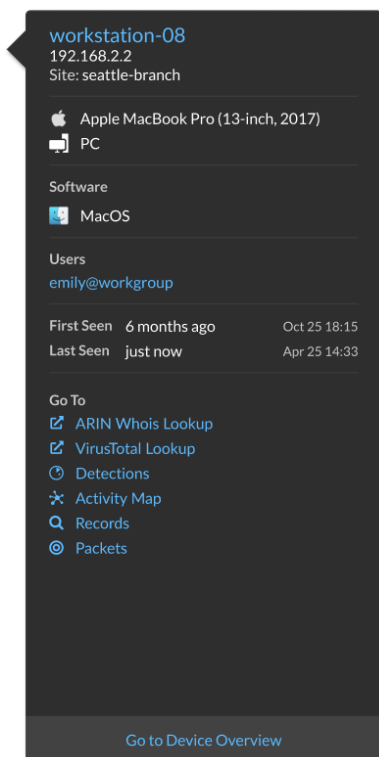 workstation-08
192.168.2.2
Site: seattle-branch
Apple MacBook Pro (13-inch, 2017)
PC
Software
MacOS
Users
emily@workgroup
First Seen 6 months ago Oct 25 18:15
Last Seen just now Apr 25 14:33
Go To
ARIN Whois Lookup
VirusTotal Lookup
Detections
Activity Map
Records
Packets
Go to Device Overview